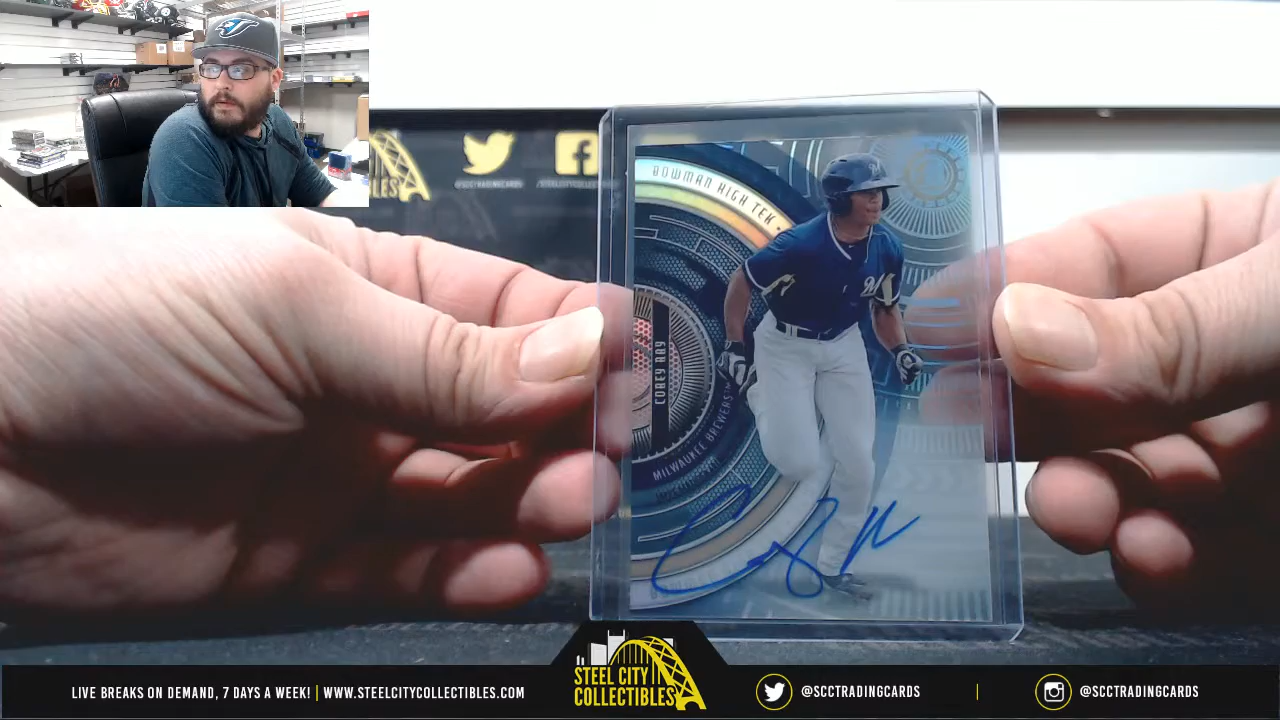 LES
@SCCTRADINGCARDS
BOWMAN HIGH TEK
COREY RAY
MILWAUKEE BREWERS
LIVE BREAKS ON DEMAND, 7 DAYS A WEEK! | WWW.STEELCITYCOLLECTIBLES.COM
STEEL CITY
COLLECTIBLES
@SCCTRADINGCARDS
@SCCTRADINGCARDS